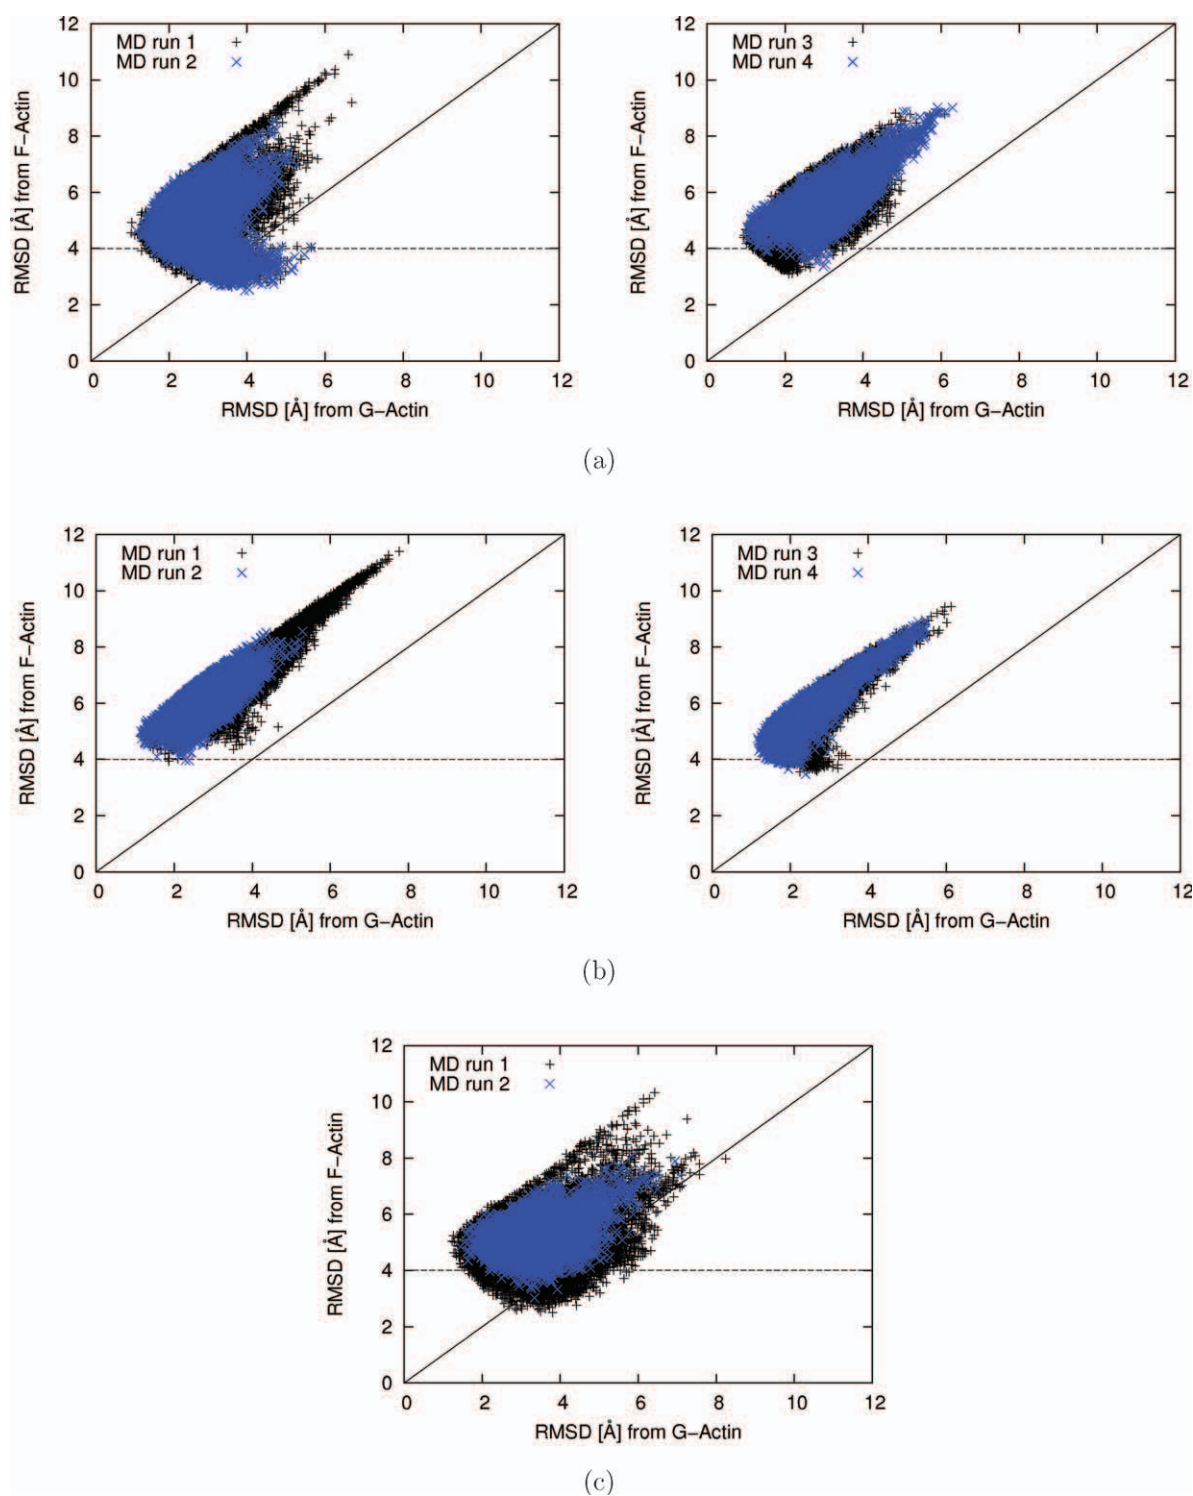 MD run 1 +
MD run 2 ×
RMSD [Å] from F−Actin
12
10
8
6
4
2
0
0 2 4 6 8 10 12
RMSD [Å] from G−Actin
MD run 3 +
MD run 4 ×
RMSD [Å] from F−Actin
12
10
8
6
4
2
0
0 2 4 6 8 10 12
RMSD [Å] from G−Actin
(a)
MD run 1 +
MD run 2 ×
RMSD [Å] from F−Actin
12
10
8
6
4
2
0
0 2 4 6 8 10 12
RMSD [Å] from G−Actin
MD run 3 +
MD run 4 ×
RMSD [Å] from F−Actin
12
10
8
6
4
2
0
0 2 4 6 8 10 12
RMSD [Å] from G−Actin
(b)
MD run 1 +
MD run 2 ×
RMSD [Å] from F−Actin
12
10
8
6
4
2
0
0 2 4 6 8 10 12
RMSD [Å] from G−Actin
(c)